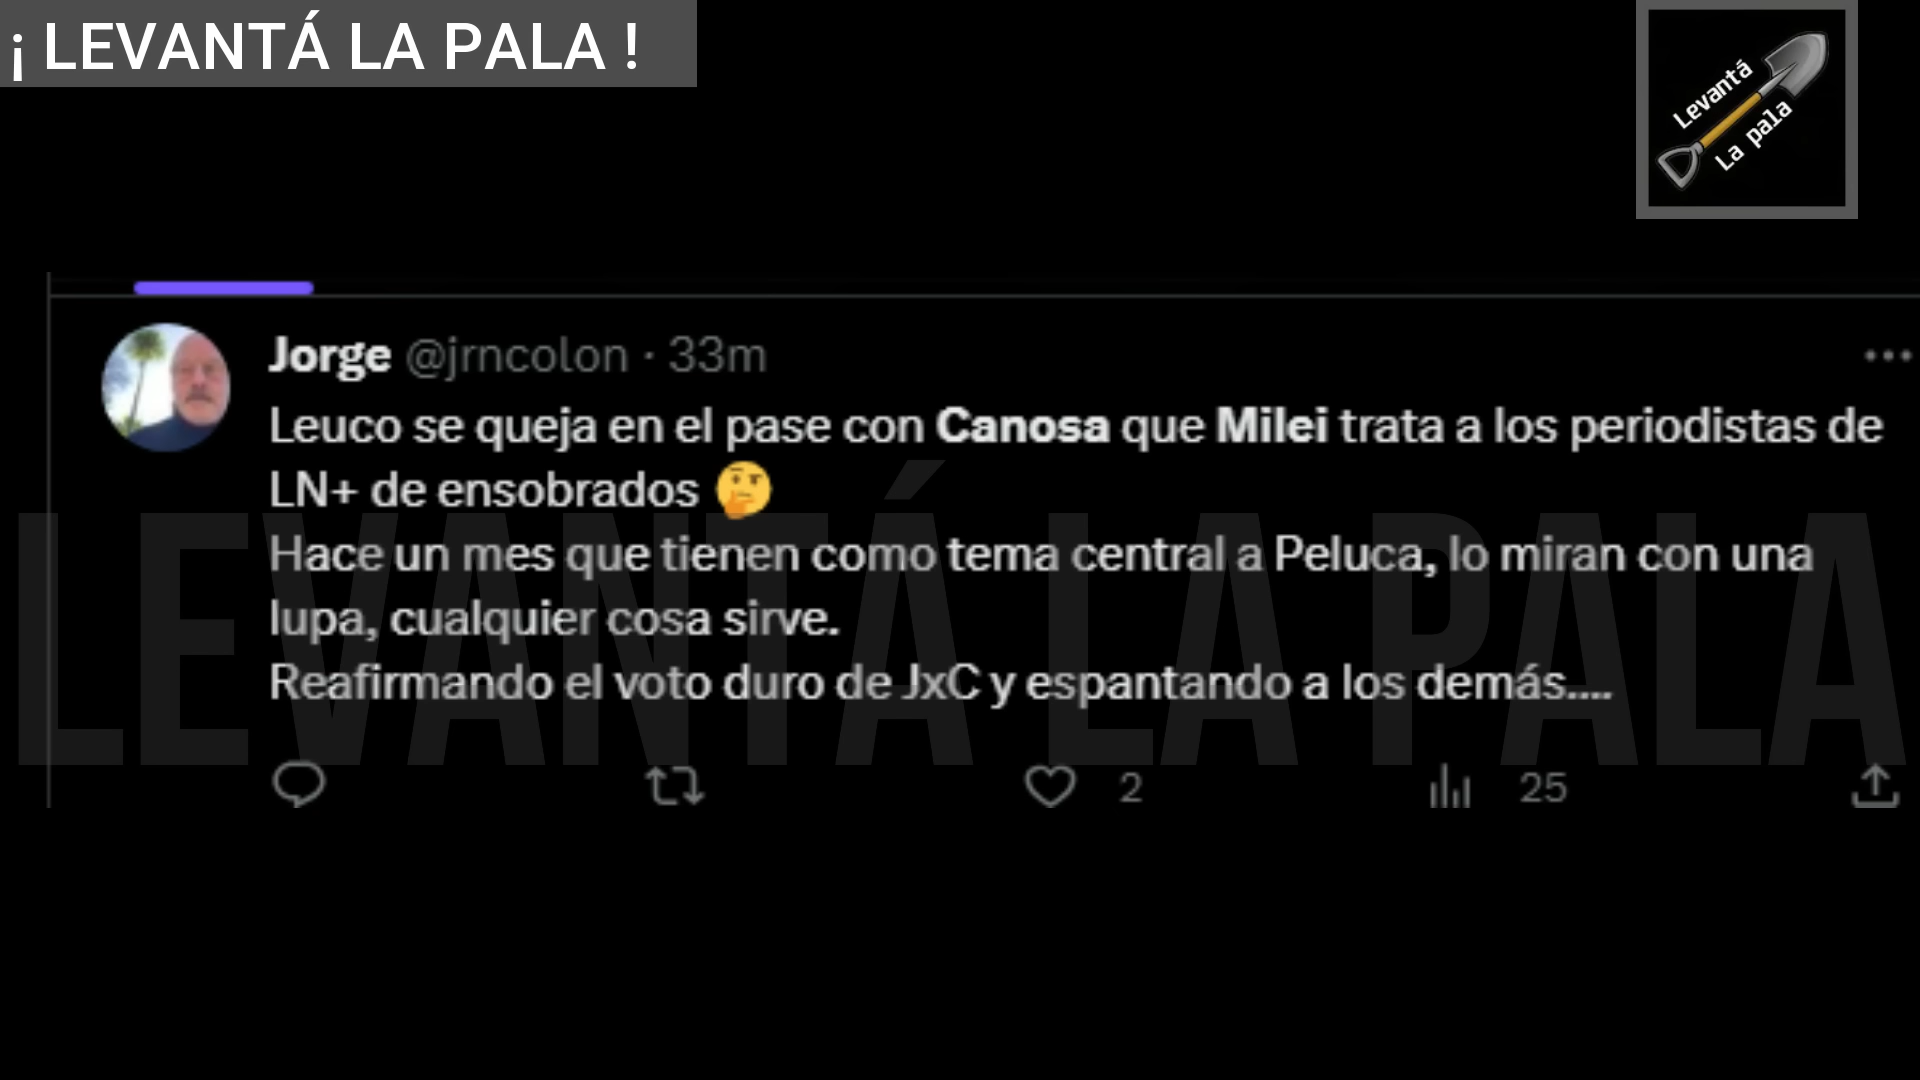 ¡ LEVANTÁ LA PALA !
Levantá
La pala
Jorge @jrncolon · 33m
Leuco se queja en el pase con Canosa que Milei trata a los periodistas de
LN+ de ensobrados 🤔
Hace un mes que tienen como tema central a Peluca, lo miran con una
lupa, cualquier cosa sirve.
Reafirmando el voto duro de JxC y espantando a los demás....
2 25
LEVANTÁ LA PALA